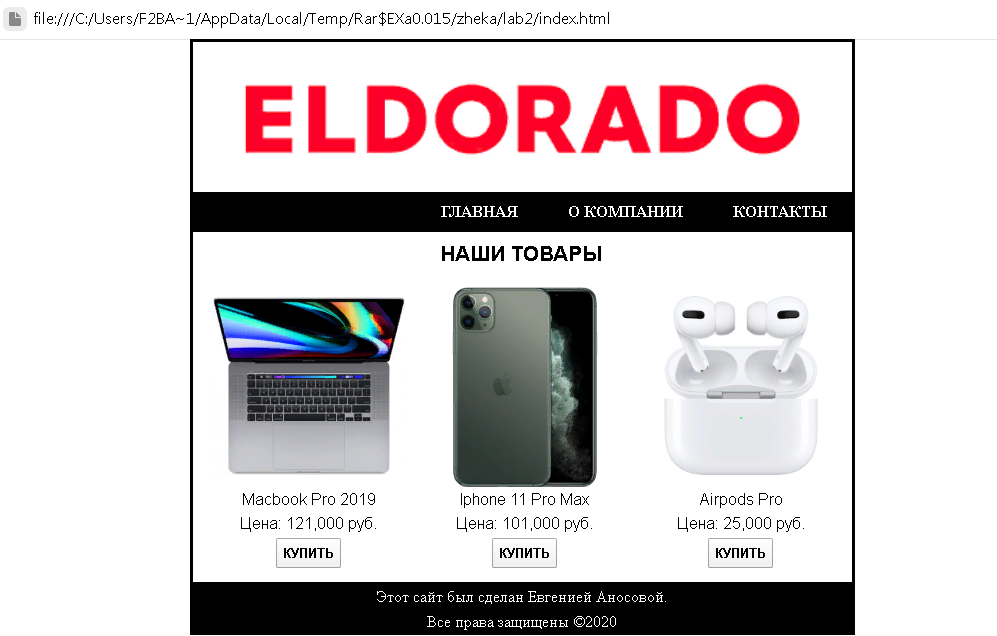 file:///C:/Users/F2BA~1/AppData/Local/Temp/Rar$EXa0.015/zheka/lab2/index.html
ELDORADO
ГЛАВНАЯ О КОМПАНИИ КОНТАКТЫ
НАШИ ТОВАРЫ
Macbook Pro 2019
Цена: 121,000 руб.
КУПИТЬ
Iphone 11 Pro Max
Цена: 101,000 руб.
КУПИТЬ
Airpods Pro
Цена: 25,000 руб.
КУПИТЬ
Этот сайт был сделан Евгенией Аносовой.
Все права защищены ©2020